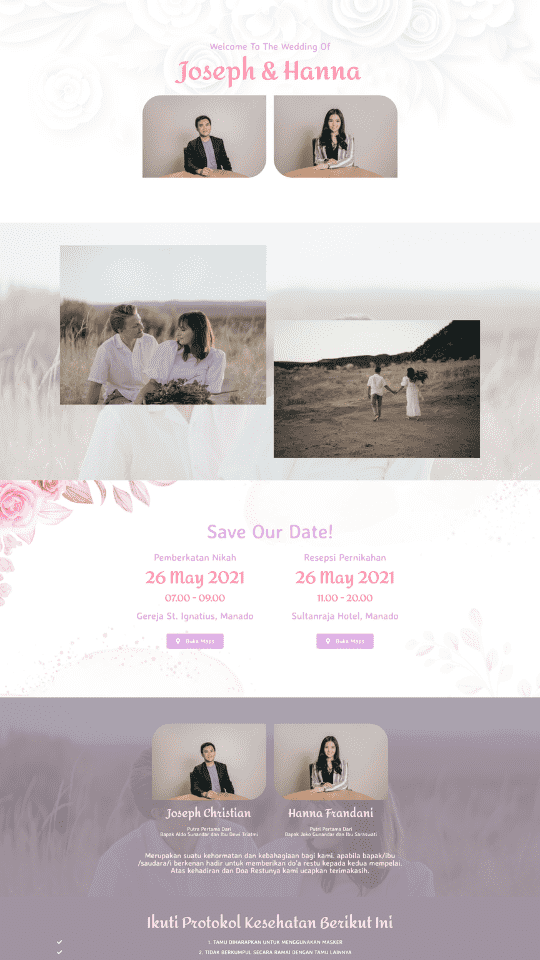 Welcome To The Wedding Of
Joseph & Hanna
Save Our Date!
Pemberkatan Nikah
26 May 2021
07.00 - 09.00
Gereja St. Ignatius, Manado
Buka Maps
Resepsi Pernikahan
26 May 2021
11.00 - 20.00
Sultanraja Hotel, Manado
Buka Maps
Joseph Christian
Putra Pertama Dari
Bapak Aldo Sunandar dan Ibu Dewi
Hanna Frandani
Putri Pertama Dari
Bapak Joko Sunandar dan Ibu Saraswati
Merupakan suatu kehormatan dan kebahagiaan bagi kami, apabila bapak/ibu
/saudara/i berkenan hadir untuk memberikan do'a restu kepada kedua mempelai.
Atas kehadiran dan Doa Restunya kami ucapkan terimakasih.
Ikuti Protokol Kesehatan Berikut Ini
1. TAMU DIHARAPKAN UNTUK MENGGUNAKAN MASKER
2. TIDAK BERKUMPUL SECARA RAMAI DENGAN TAMU LAINNYA